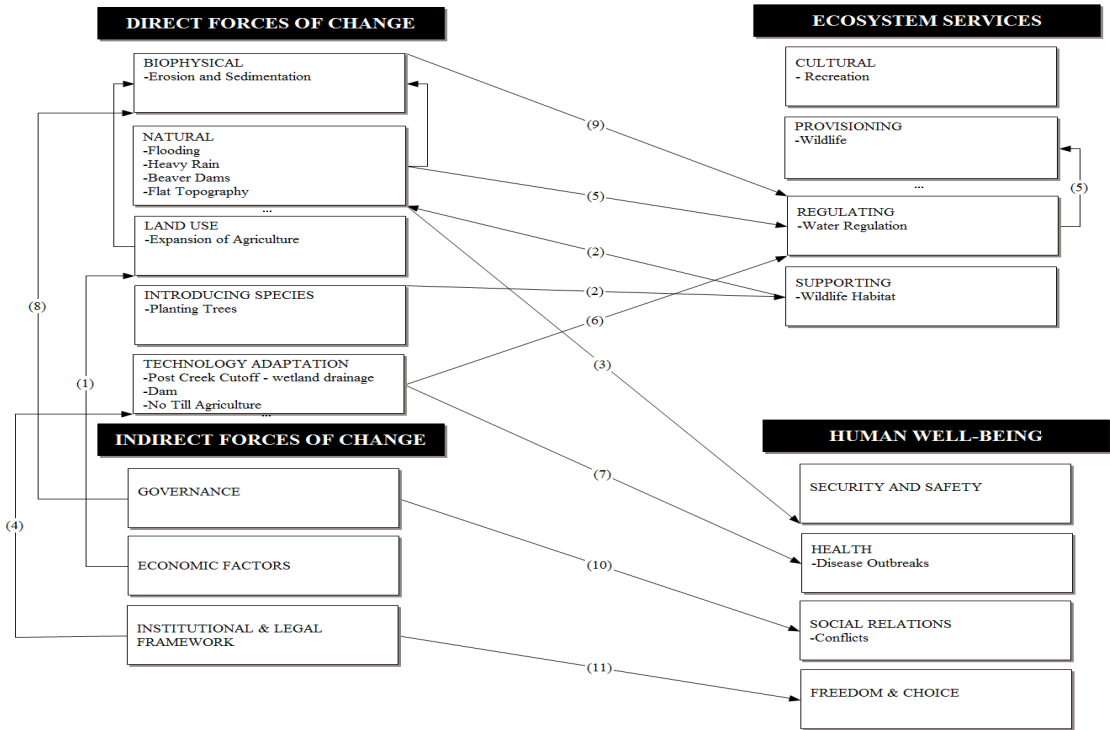 DIRECT FORCES OF CHANGE
BIOPHYSICAL
-Erosion and Sedimentation
NATURAL
-Flooding
-Heavy Rain
-Beaver Dams
-Flat Topography
...
LAND USE
-Expansion of Agriculture
INTRODUCING SPECIES
-Planting Trees
TECHNOLOGY ADAPTATION
-Post Creek Cutoff - wetland drainage
-Dam
-No Till Agriculture
...
INDIRECT FORCES OF CHANGE
GOVERNANCE
ECONOMIC FACTORS
INSTITUTIONAL & LEGAL
FRAMEWORK
(8)
(1)
(4)
(9)
(5)
(2)
(2)
(6)
(3)
(7)
(10)
(11)
ECOSYSTEM SERVICES
CULTURAL
- Recreation
PROVISIONING
-Wildlife
...
(5)
REGULATING
-Water Regulation
SUPPORTING
-Wildlife Habitat
HUMAN WELL-BEING
SECURITY AND SAFETY
HEALTH
-Disease Outbreaks
SOCIAL RELATIONS
-Conflicts
FREEDOM & CHOICE